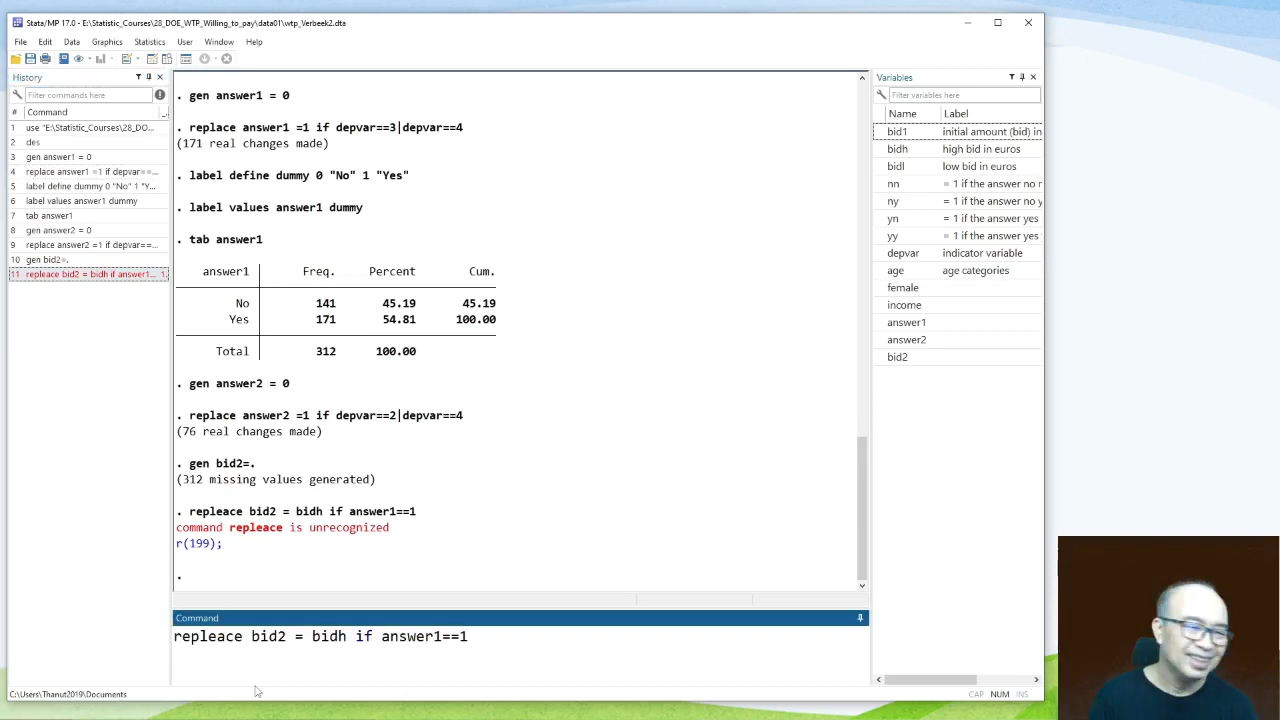 Stata/MP 17.0 - E:\Statistic_Courses\28_DOE_WTP_Willing_to_pay\data01\wtp_Verbeek2.dta
File Edit Data Graphics Statistics User Window Help
History
Filter commands here
# Command
1 use "E:\Statistic_Courses\28_DO...
2 des
3 gen answer1 = 0
4 replace answer1 =1 if depvar==...
5 label define dummy 0 "No" 1 "Y...
6 label values answer1 dummy
7 tab answer1
8 gen answer2 = 0
9 replace answer2 =1 if depvar==...
10 gen bid2=.
11 repleace bid2 = bidh if answer1... 1.
. gen answer1 = 0
. replace answer1 =1 if depvar==3|depvar==4
(171 real changes made)
. label define dummy 0 "No" 1 "Yes"
. label values answer1 dummy
. tab answer1
answer1 Freq. Percent Cum.
No 141 45.19 45.19
Yes 171 54.81 100.00
Total 312 100.00
. gen answer2 = 0
. replace answer2 =1 if depvar==2|depvar==4
(76 real changes made)
. gen bid2=.
(312 missing values generated)
. repleace bid2 = bidh if answer1==1
command repleace is unrecognized
r(199);
.
Command
repleace bid2 = bidh if answer1==1
Variables
Filter variables here
Name Label
bid1 initial amount (bid) in
bidh high bid in euros
bidl low bid in euros
nn = 1 if the answer no n
ny = 1 if the answer no y
yn = 1 if the answer yes
yy = 1 if the answer yes
depvar indicator variable
age age categories
female
income
answer1
answer2
bid2
C:\Users\Thanut2019\Documents
CAP NUM INS